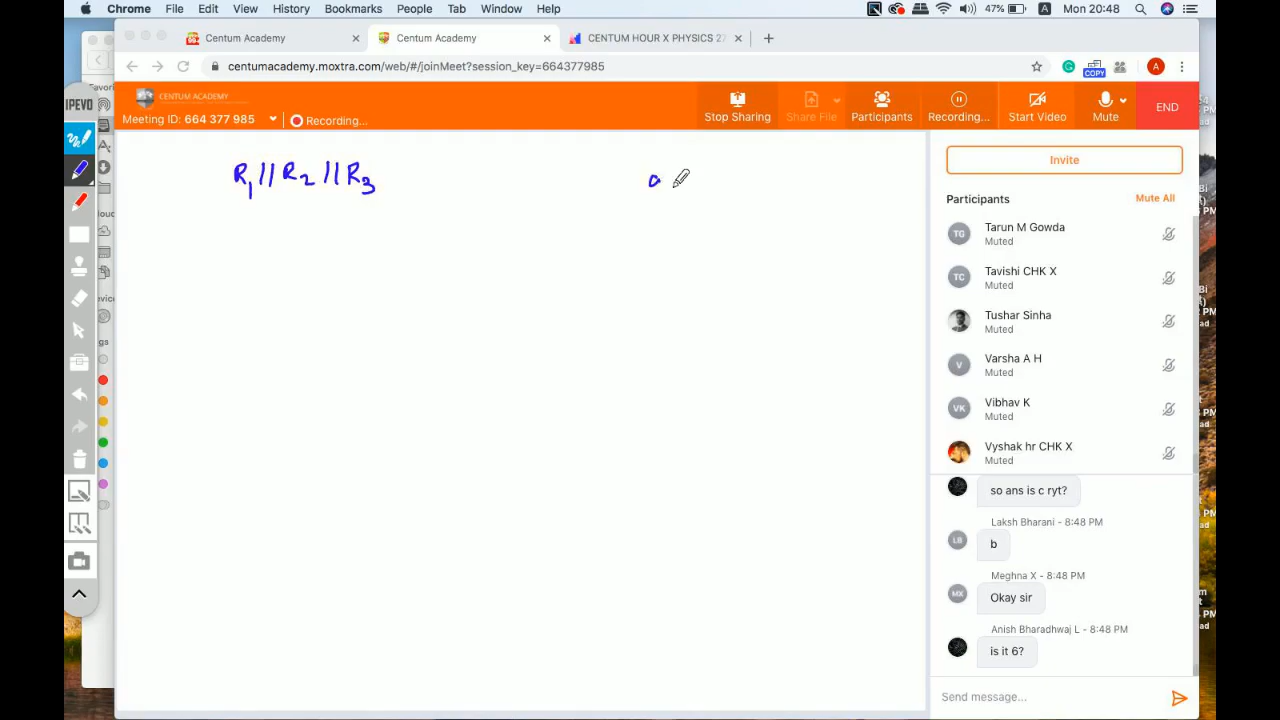 Chrome File Edit View History Bookmarks People Tab Window Help 47% A Mon 20:48
Centum Academy
Centum Academy
CENTUM HOUR X PHYSICS 27
centumacademy.moxtra.com/web/#/joinMeet?session_key=664377985
COPY
A
IPEVO
CENTUM ACADEMY
Meeting ID: 664 377 985
Recording...
Stop Sharing
Share File
Participants
Recording...
Start Video
Mute
END
R1 // R2 // R3
Invite
Participants
Mute All
TG
Tarun M Gowda
Muted
TC
Tavishi CHK X
Muted
Tushar Sinha
Muted
V
Varsha A H
Muted
VK
Vibhav K
Muted
Vyshak hr CHK X
Muted
so ans is c ryt?
Laksh Bharani - 8:48 PM
LB
b
Meghna X - 8:48 PM
MX
Okay sir
Anish Bharadhwaj L - 8:48 PM
is it 6?
Send message...